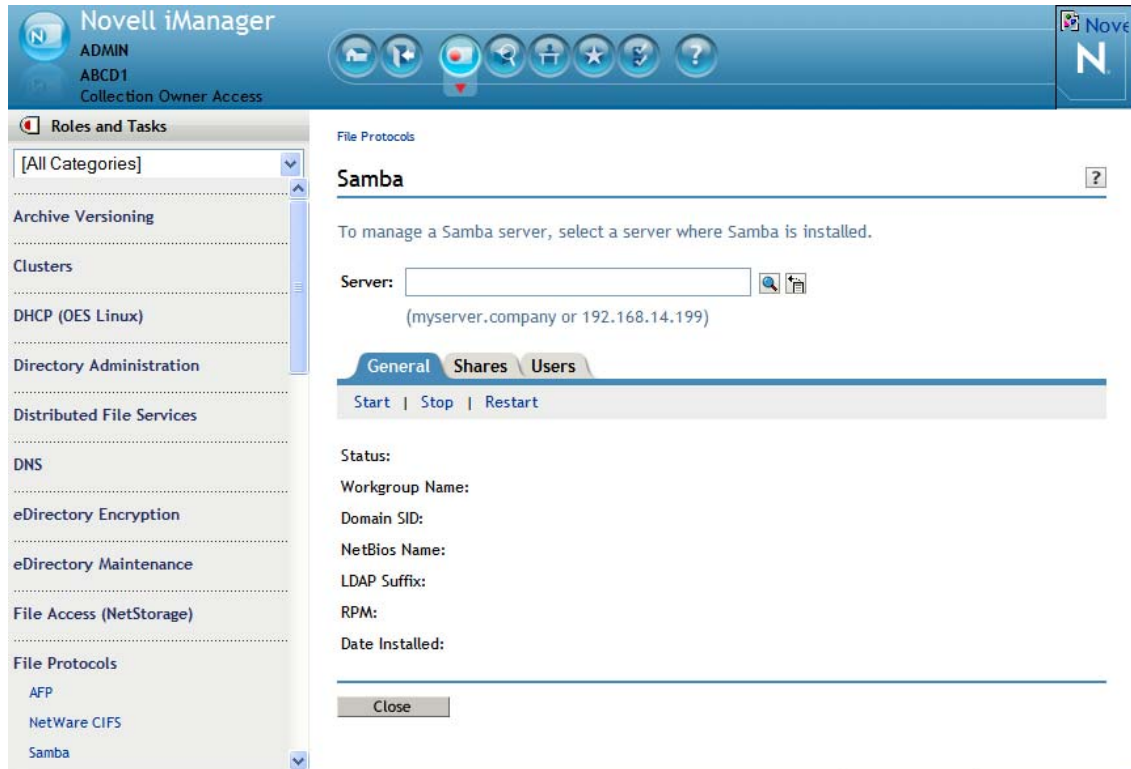 Novell iManager
ADMIN
ABCD1
Collection Owner Access
N
?
Nove
N
Roles and Tasks
[All Categories]
Archive Versioning
Clusters
DHCP (OES Linux)
Directory Administration
Distributed File Services
DNS
eDirectory Encryption
eDirectory Maintenance
File Access (NetStorage)
File Protocols
AFP
NetWare CIFS
Samba
File Protocols
Samba
?
To manage a Samba server, select a server where Samba is installed.
Server:
(myserver.company or 192.168.14.199)
General Shares Users
Start | Stop | Restart
Status:
Workgroup Name:
Domain SID:
NetBios Name:
LDAP Suffix:
RPM:
Date Installed:
Close